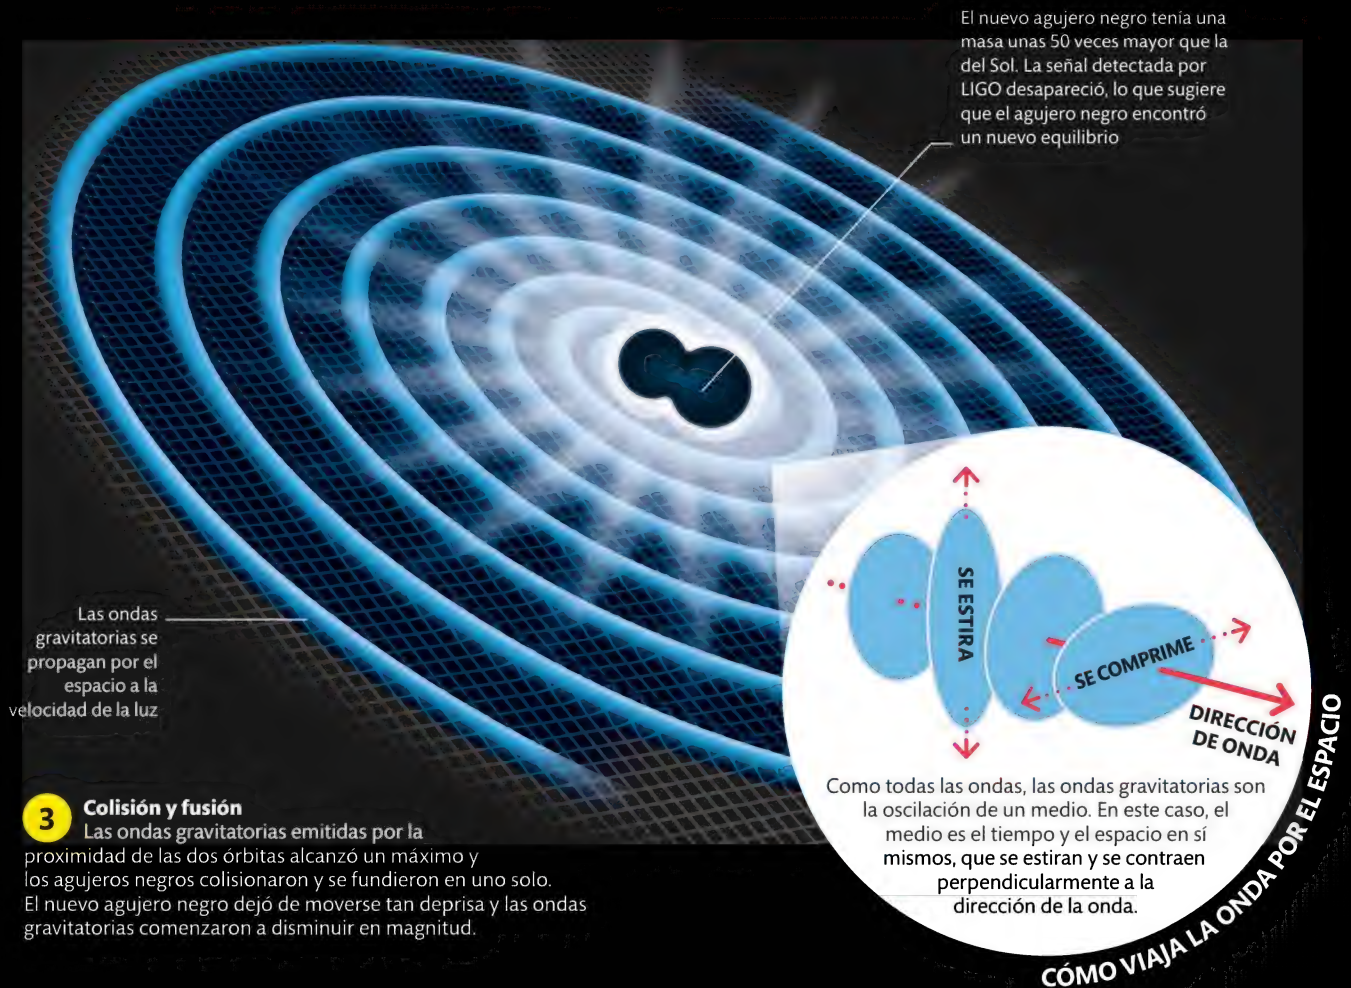 El nuevo agujero negro tenía una
masa unas 50 veces mayor que la
del Sol. La señal detectada por
LIGO desapareció, lo que sugiere
que el agujero negro encontró
un nuevo equilibrio
Las ondas
gravitatorias se
propagan por el
espacio a la
velocidad de la luz
3 Colisión y fusión
Las ondas gravitatorias emitidas por la
proximidad de las dos órbitas alcanzó un máximo y
los agujeros negros colisionaron y se fundieron en uno solo.
El nuevo agujero negro dejó de moverse tan deprisa y las ondas
gravitatorias comenzaron a disminuir en magnitud.
SE ESTIRA
SE COMPRIME
DIRECCIÓN
DE ONDA
Como todas las ondas, las ondas gravitatorias son
la oscilación de un medio. En este caso, el
medio es el tiempo y el espacio en sí
mismos, que se estiran y se contraen
perpendicularmente a la
dirección de la onda.
CÓMO VIAJA LA ONDA POR EL ESPACIO